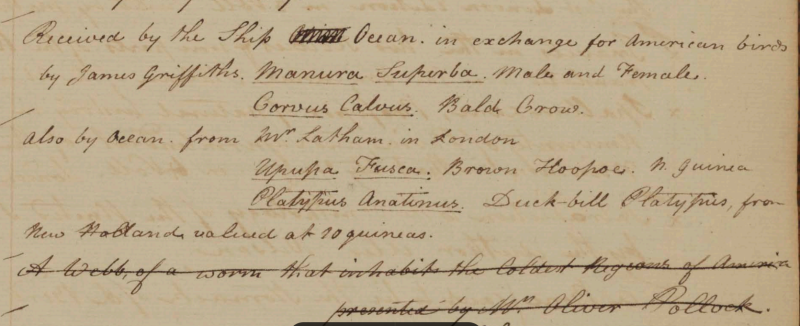 Received by the Ship Ocean. in exchange for American birds
by James Griffiths. Manura Superba. Male and Female.
Corvus Calvus. Bald Crow.
Also by Ocean. from Mr. Latham. in London
Upupa Fusca. Brown Hoopoe. N. Guinea
Platypus Anatinus. Duck-bill Platypus, from
New Holland, valued at 10 guineas.
A Webb, of a worm that inhabits the Coldest Regions of America
presented by Mrs. Oliver Pollock.